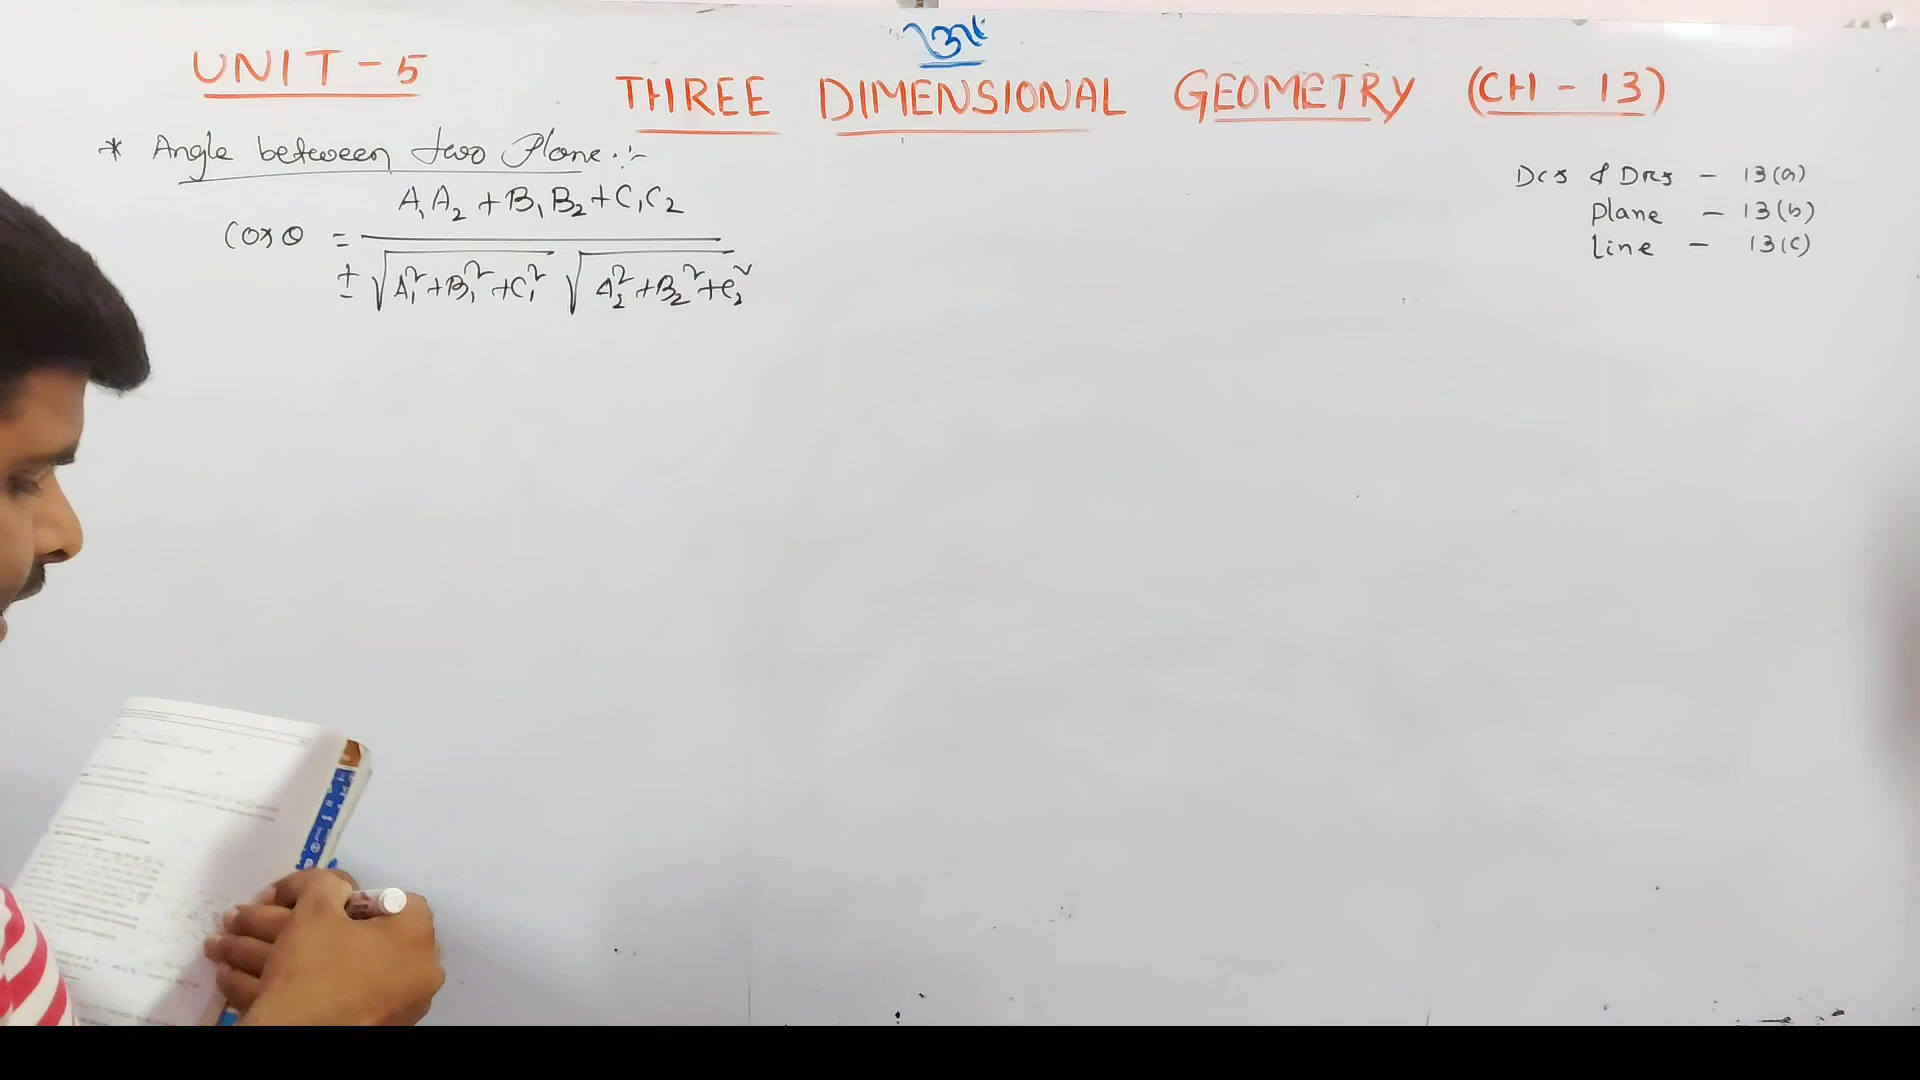 UNIT - 5
THREE DIMENSIONAL GEOMETRY (CH - 13)
* Angle between two Plane :-
Cos θ = A₁A₂ + B₁B₂ + C₁C₂ / ± √A₁²+B₁²+C₁² √A₂²+B₂²+C₂²
Dcs & DRs - 13(a)
Plane - 13(b)
Line - 13(c)